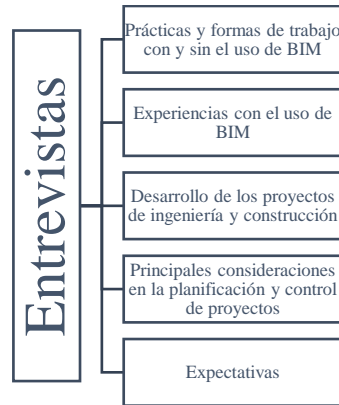 Entrevistas
Prácticas y formas de trabajo
con y sin el uso de BIM
Experiencias con el uso de
BIM
Desarrollo de los proyectos
de ingeniería y construcción
Principales consideraciones
en la planificación y control
de proyectos
Expectativas